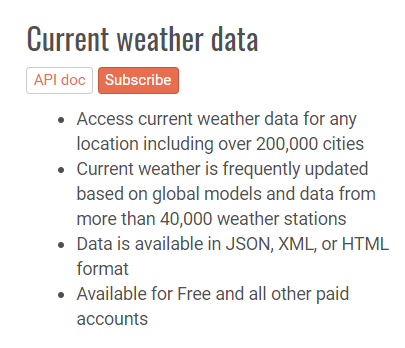 Current weather data
API doc Subscribe
• Access current weather data for any
location including over 200,000 cities
• Current weather is frequently updated
based on global models and data from
more than 40,000 weather stations
• Data is available in JSON, XML, or HTML
format
• Available for Free and all other paid
accounts